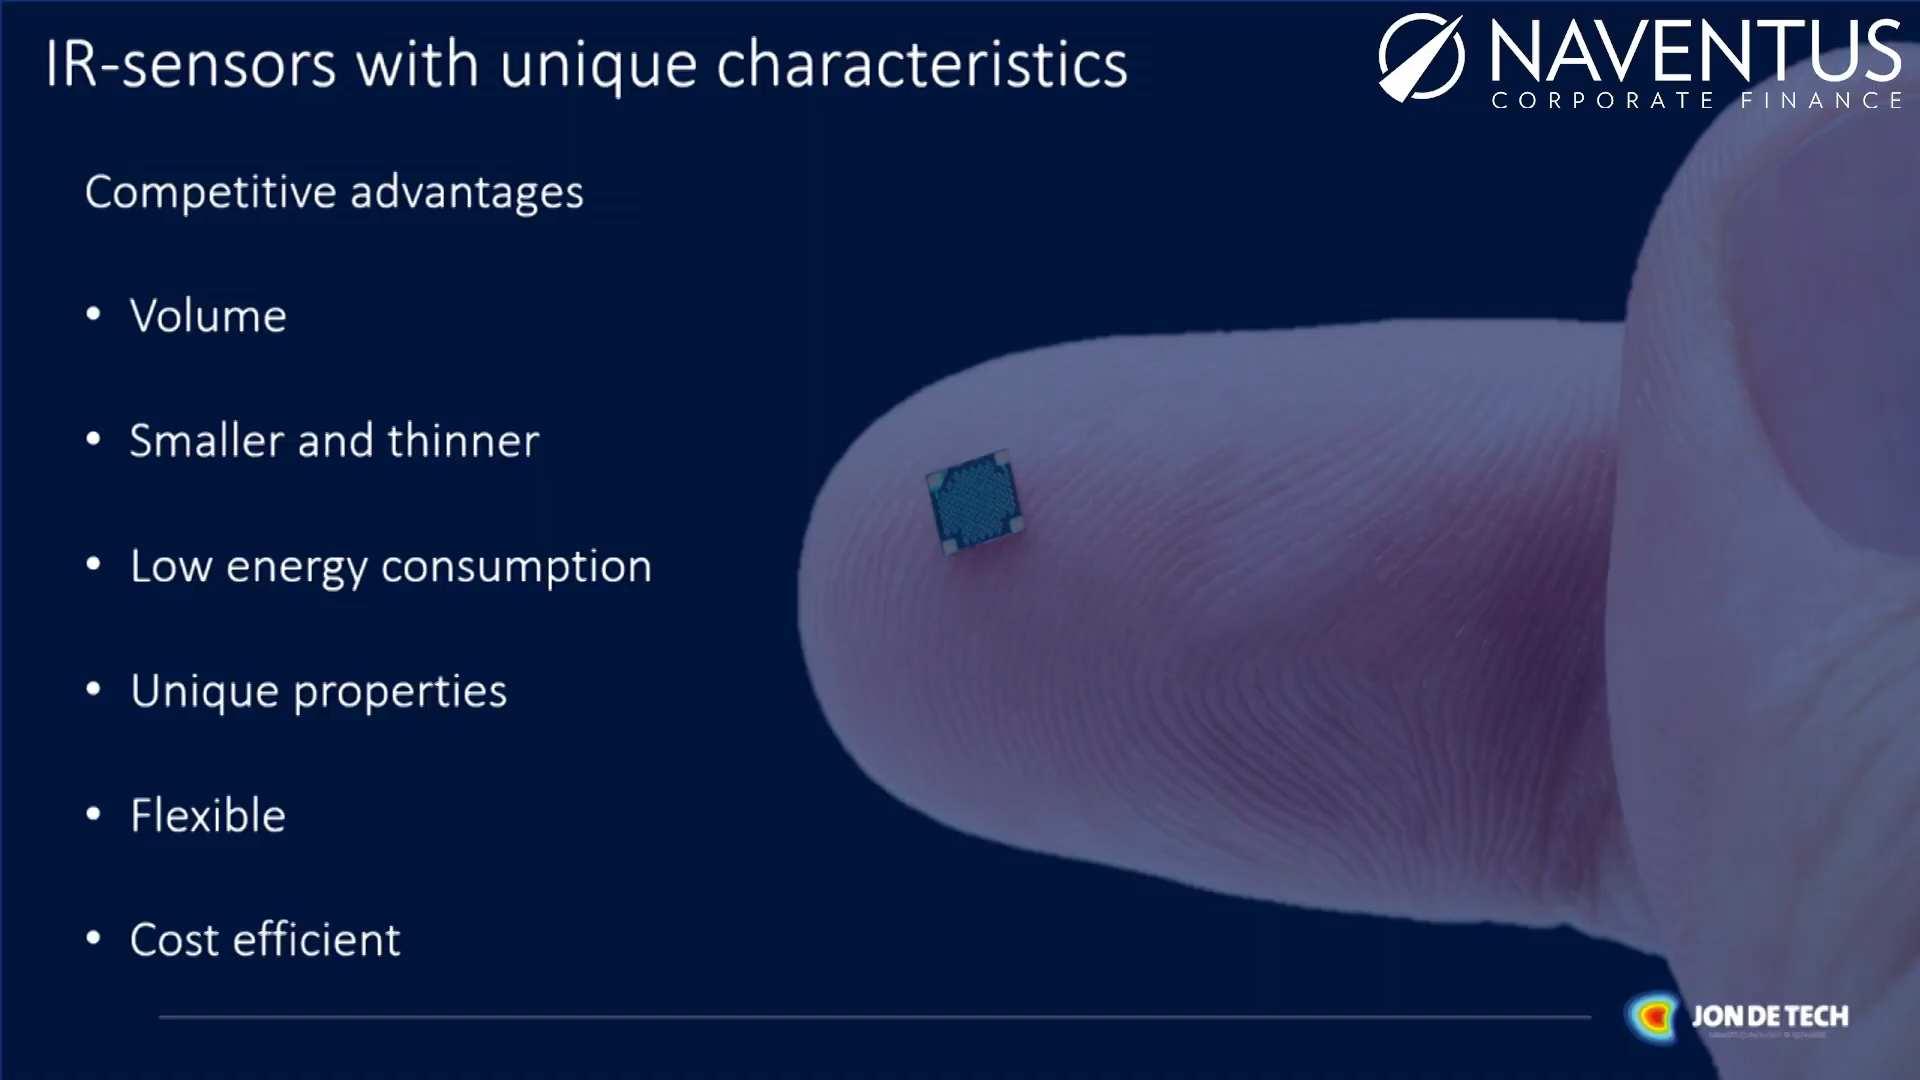 IR-sensors with unique characteristics
NAVENTUS
CORPORATE FINANCE
Competitive advantages
• Volume
• Smaller and thinner
• Low energy consumption
• Unique properties
• Flexible
• Cost efficient
JONDETECH